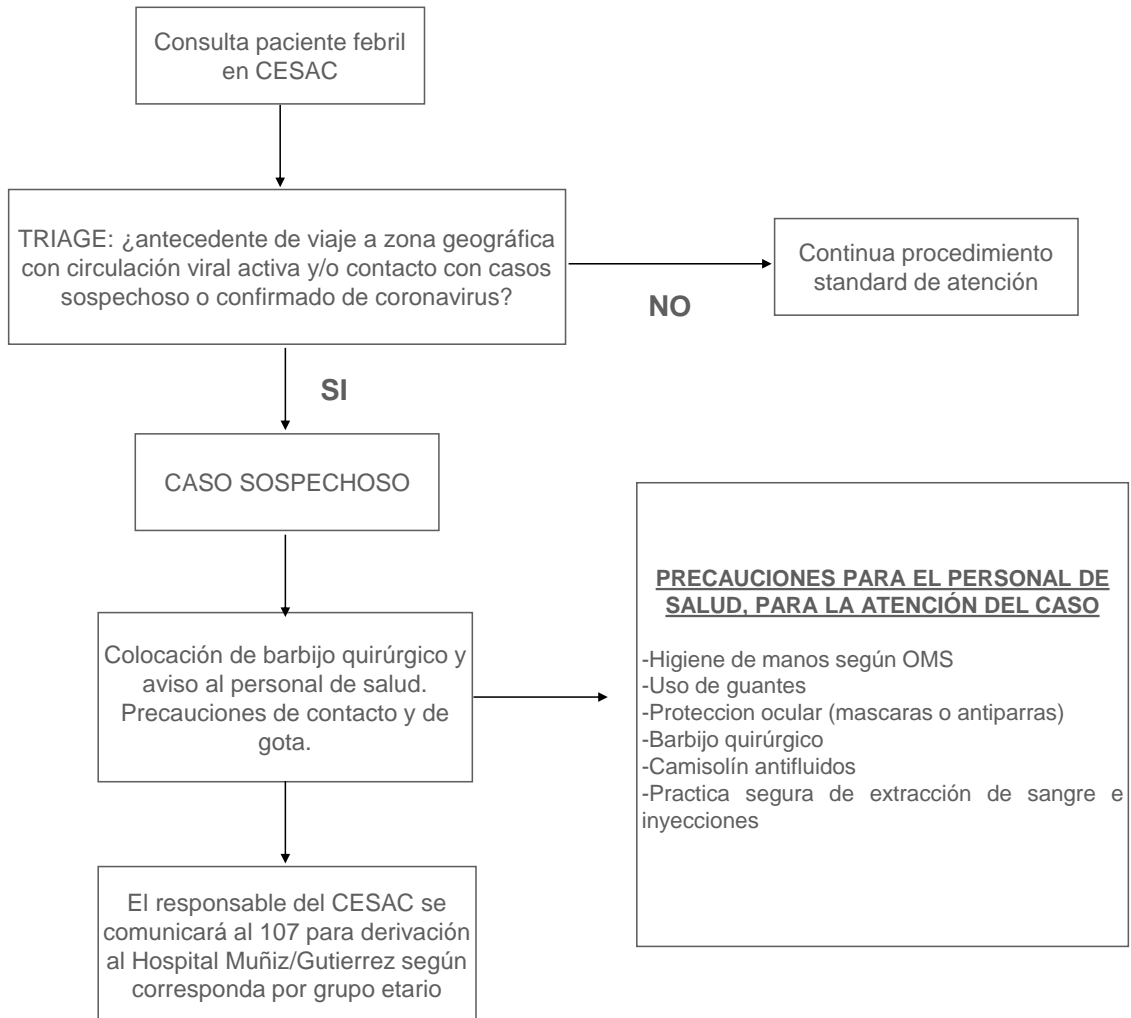 Consulta paciente febril
en CESAC
TRIAGE: ¿antecedente de viaje a zona geográfica
con circulación viral activa y/o contacto con casos
sospechoso o confirmado de coronavirus?
Continua procedimiento
standard de atención
NO
SI
CASO SOSPECHOSO
Colocación de barbijo quirúrgico y
aviso al personal de salud.
Precauciones de contacto y de
gota.
PRECAUCIONES PARA EL PERSONAL DE
SALUD, PARA LA ATENCIÓN DEL CASO
-Higiene de manos según OMS
-Uso de guantes
-Proteccion ocular (mascaras o antiparras)
-Barbijo quirúrgico
-Camisolín antifluidos
-Practica segura de extracción de sangre e
inyecciones
El responsable del CESAC se
comunicará al 107 para derivación
al Hospital Muñiz/Gutierrez según
corresponda por grupo etario